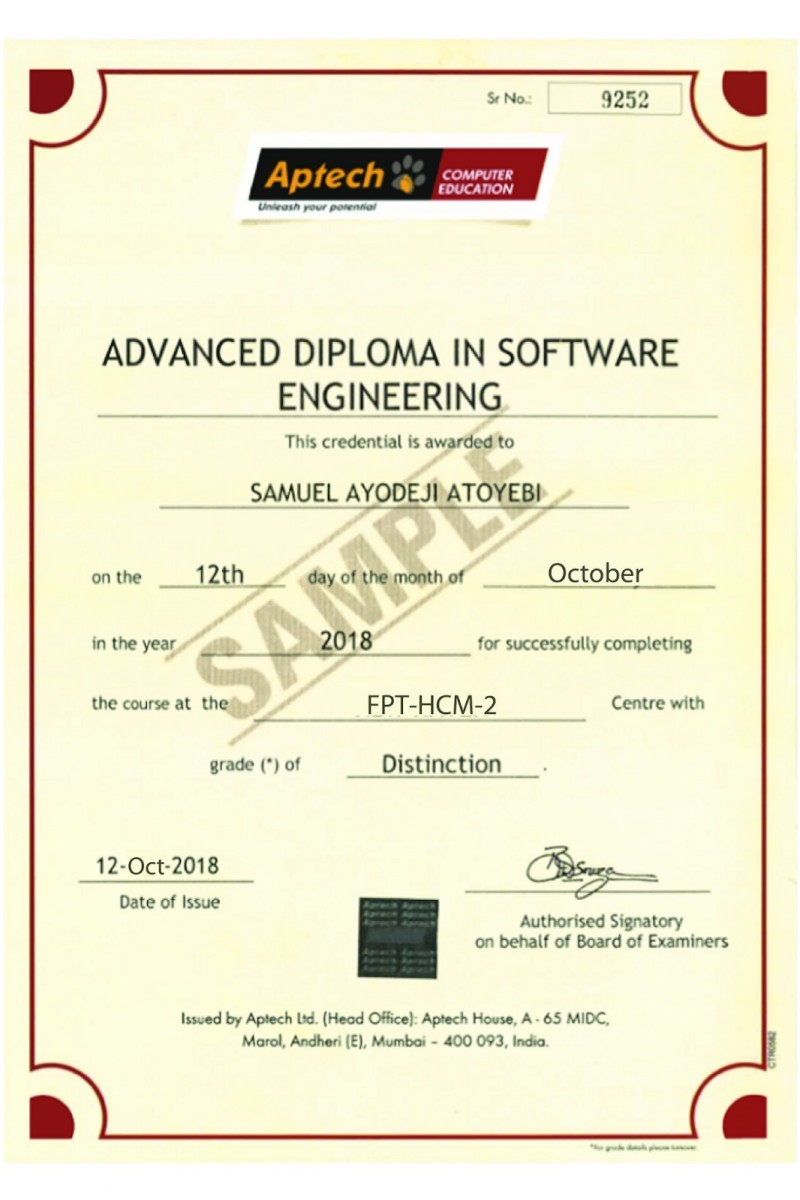 Sr No.: 9252
Aptech COMPUTER EDUCATION
Unleash your potential
ADVANCED DIPLOMA IN SOFTWARE
ENGINEERING
This credential is awarded to
SAMUEL AYODEJI ATOYEBI
SAMPLE
on the 12th day of the month of October
in the year 2018 for successfully completing
the course at the FPT-HCM-2 Centre with
grade (*) of Distinction .
12-Oct-2018
Date of Issue
Authorised Signatory
on behalf of Board of Examiners
Aptech Aptech
Aptech Aptech
Aptech Aptech
Aptech Aptech
Aptech Aptech
Aptech Aptech
Issued by Aptech Ltd. (Head Office): Aptech House, A - 65 MIDC,
Marol, Andheri (E), Mumbai – 400 093, India.
CTR0582
*For grade details please turnover